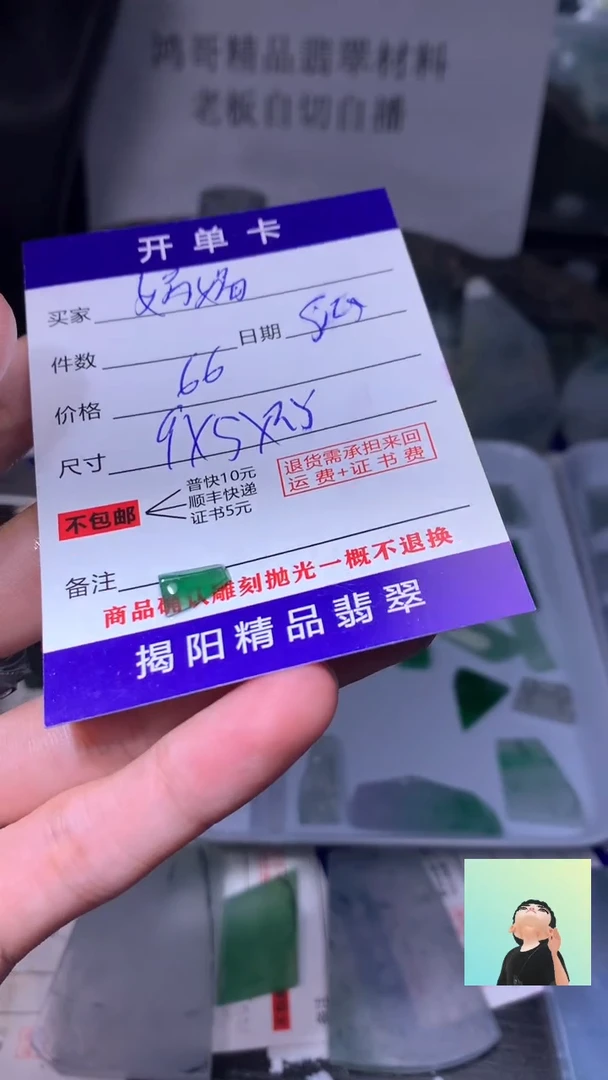 鸿哥精品翡翠材料
老板自切自播
开单卡
买家
件数
日期
价格 66
尺寸 9X5X2.5
退货需承担来回
运费+证书费
不包邮
普快10元
顺丰快递
证书5元
备注
商品确认雕刻抛光一概不退换
揭阳精品翡翠